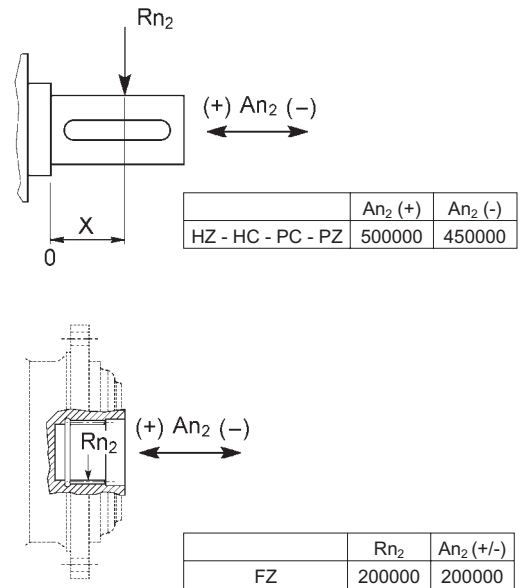 Rn₂
(+) An₂ (−)
X
0
An₂ (+) An₂ (-)
HZ - HC - PC - PZ 500000 450000
Rn₂
(+) An₂ (−)
Rn₂ An₂ (+/-)
FZ 200000 200000